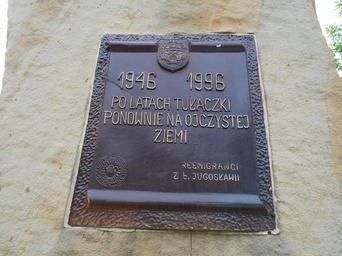 1946 1996
PO LATACH TUŁACZKI
PONOWNIE NA OJCZYSTEJ
ZIEMI
REEMIGRANCI
Z B. JUGOSŁAWII